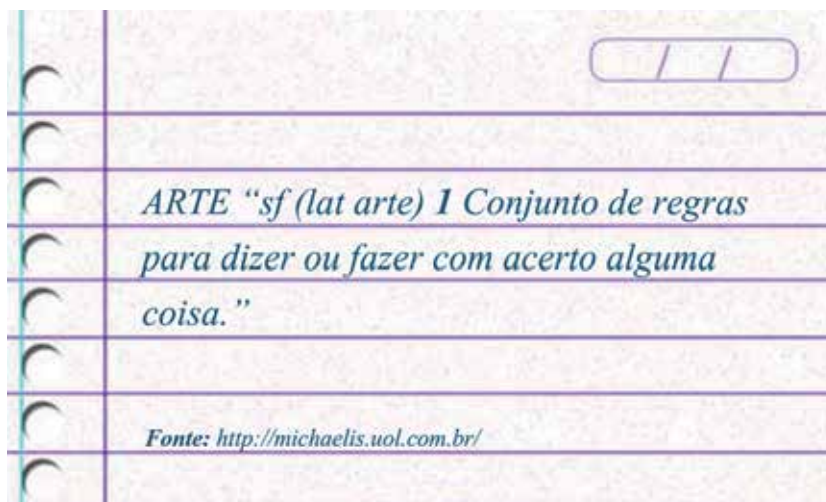 ARTE “sf (lat arte) 1 Conjunto de regras
para dizer ou fazer com acerto alguma
coisa.”
Fonte: http://michaelis.uol.com.br/